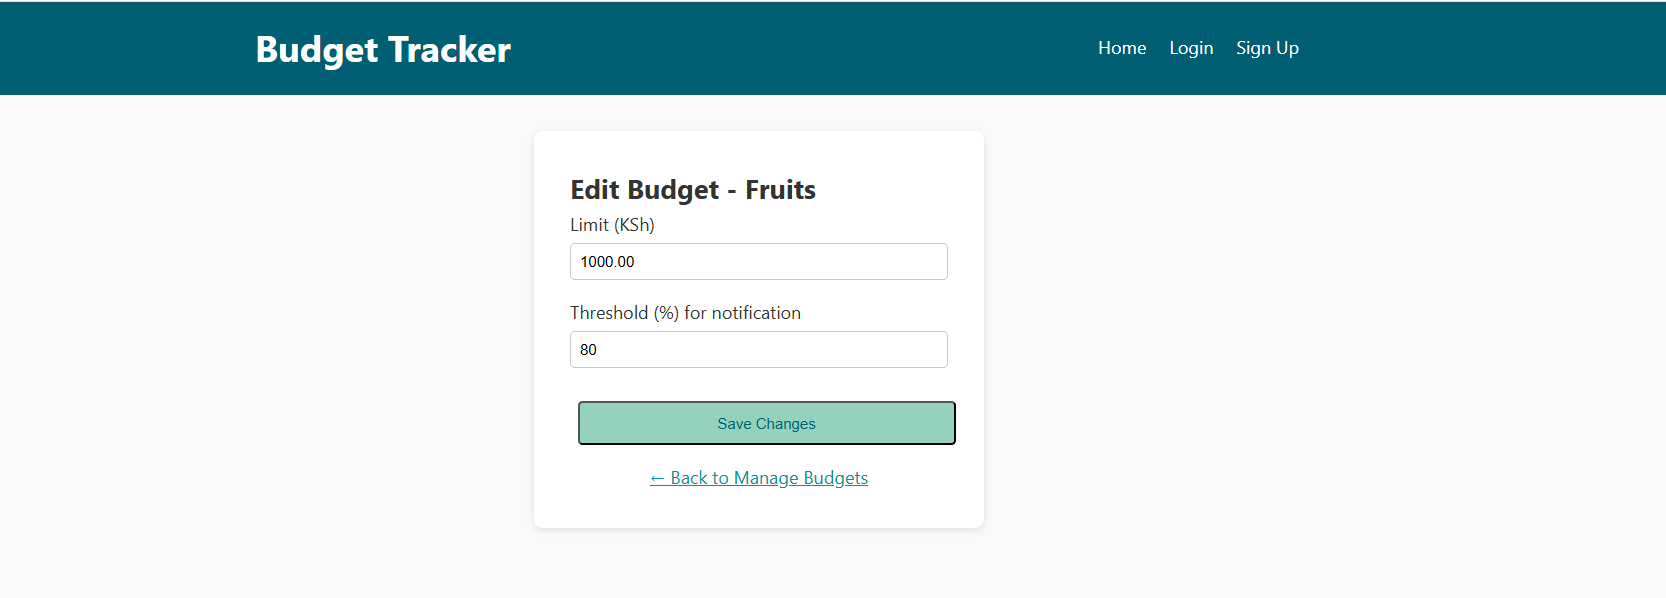 Budget Tracker
Home Login Sign Up
Edit Budget - Fruits
Limit (KSh)
1000.00
Threshold (%) for notification
80
Save Changes
← Back to Manage Budgets